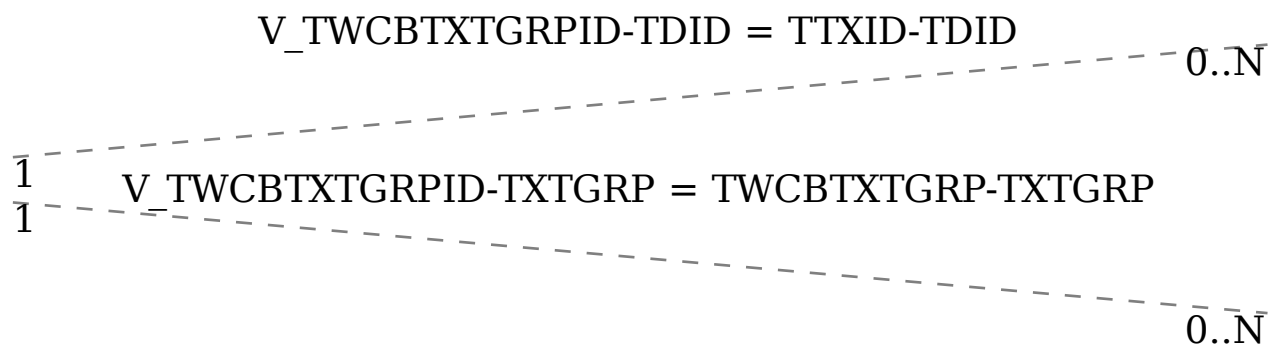 V_TWCBTXTGRPID-TDID = TTXID-TDID
0..N
1
V_TWCBTXTGRPID-TXTGRP = TWCBTXTGRP-TXTGRP
1
0..N